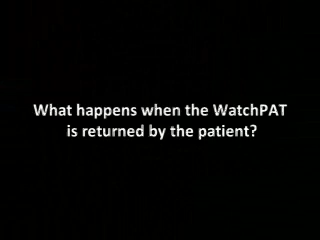 What happens when the WatchPAT
is returned by the patient?